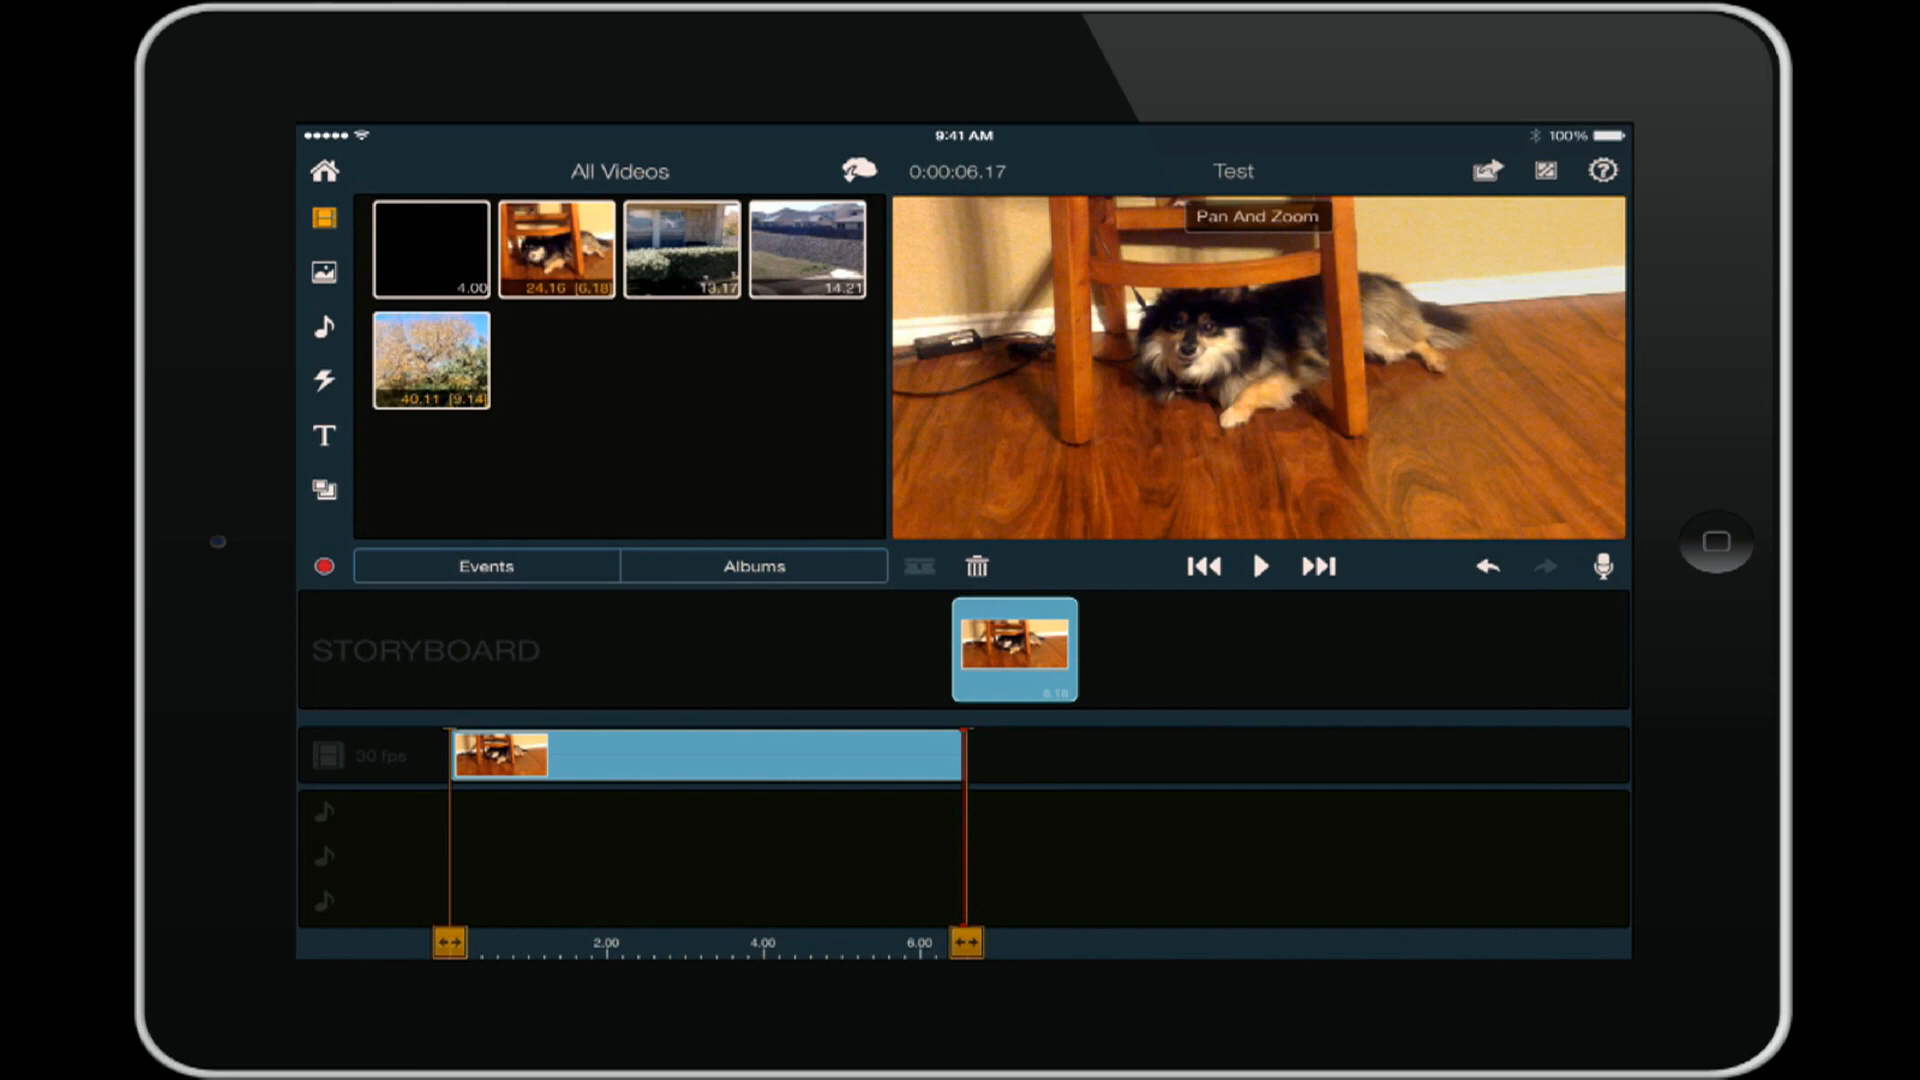 9:41 AM
100%
All Videos
0:00:06.17
Test
Pan And Zoom
4.00
24.16 [6.18]
13.17
14.21
40.11 [9.14]
T
Events
Albums
STORYBOARD
6.18
30 fps
2.00
4.00
6.00